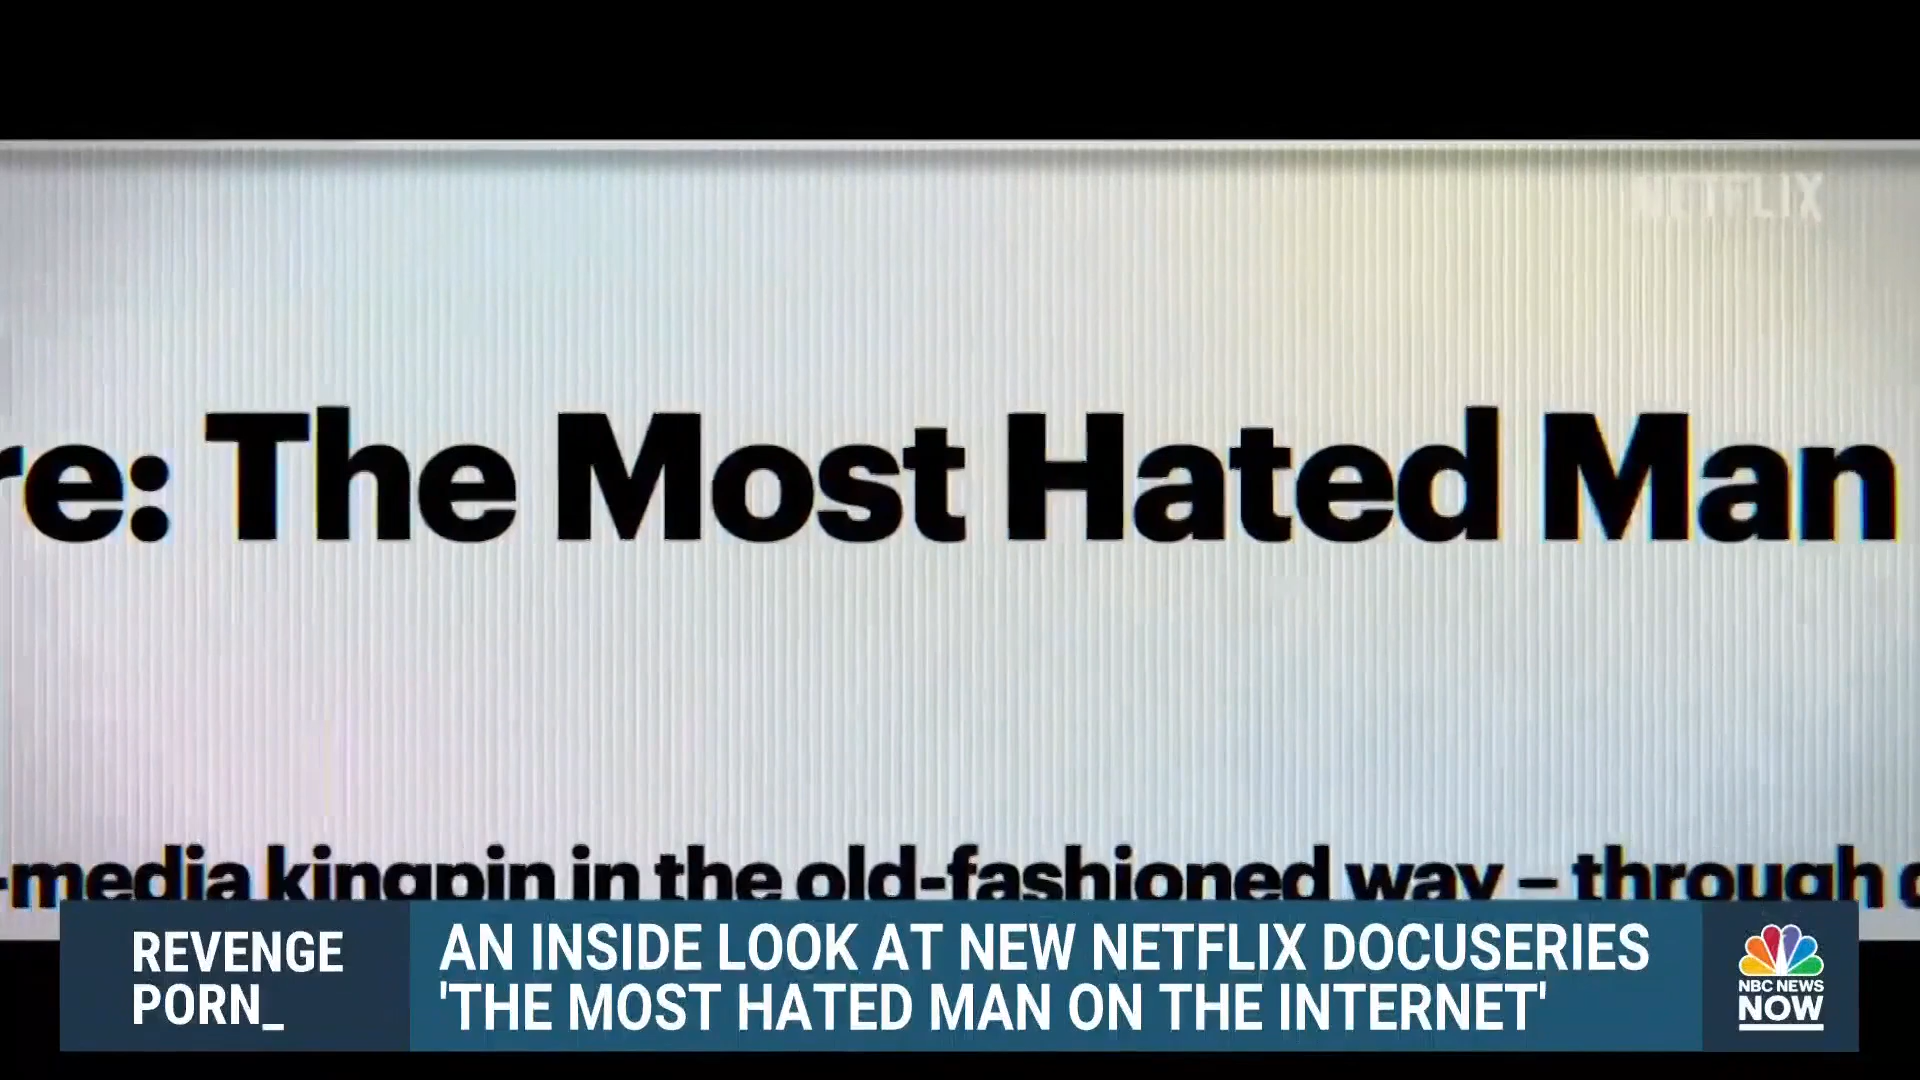 NETFLIX
re: The Most Hated Man
-media kingpin in the old-fashioned way – through
REVENGE
PORN_
AN INSIDE LOOK AT NEW NETFLIX DOCUSERIES
'THE MOST HATED MAN ON THE INTERNET'
NBC NEWS
NOW